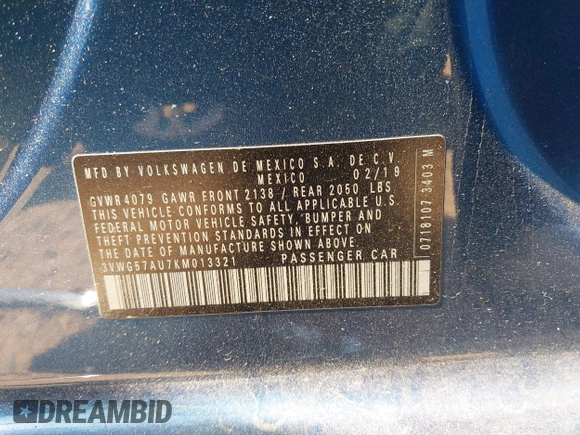 MFD BY VOLKSWAGEN DE MEXICO S.A. DE C.V.
MEXICO 02/19
GVWR 4079 GAWR FRONT 2138 / REAR 2050 LBS
THIS VEHICLE CONFORMS TO ALL APPLICABLE U.S.
FEDERAL MOTOR VEHICLE SAFETY, BUMPER AND
THEFT PREVENTION STANDARDS IN EFFECT ON
THE DATE OF MANUFACTURE SHOWN ABOVE.
3VWG57AU7KM013321 PASSENGER CAR
0718107 3403 M
DREAMBID